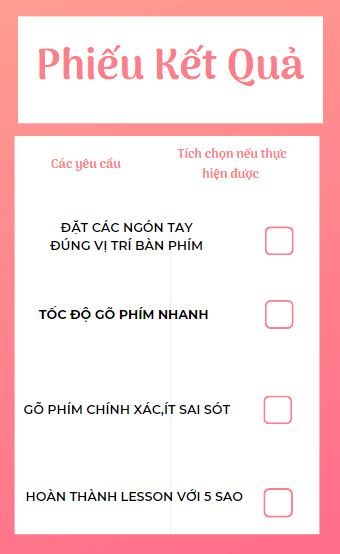 Phiếu Kết Quả
Các yêu cầu
Tích chọn nếu thực
hiện được
ĐẶT CÁC NGÓN TAY
ĐÚNG VỊ TRÍ BÀN PHÍM
TỐC ĐỘ GÕ PHÍM NHANH
GÕ PHÍM CHÍNH XÁC,ÍT SAI SÓT
HOÀN THÀNH LESSON VỚI 5 SAO